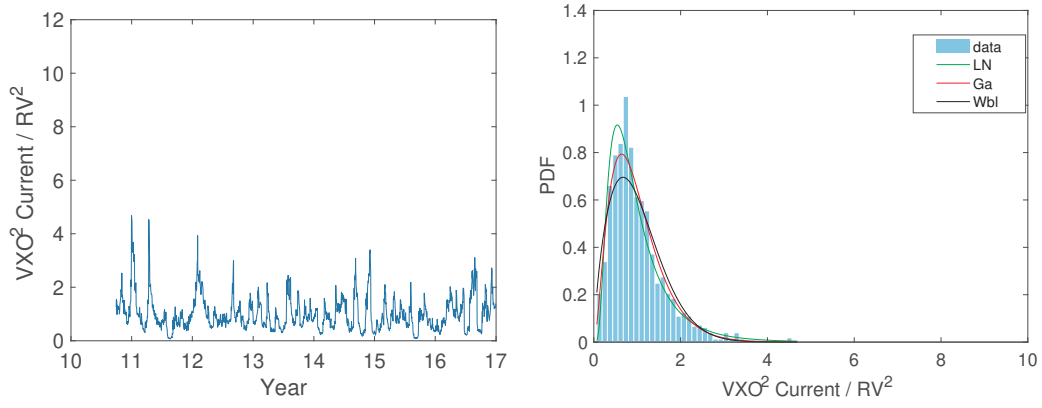 12
10
8
6
4
2
0
VXO² Current / RV²
10 11 12 13 14 15 16 17
Year
1.4
1.2
1
0.8
0.6
0.4
0.2
0
PDF
0 2 4 6 8 10
VXO² Current / RV²
data
LN
Ga
Wbl